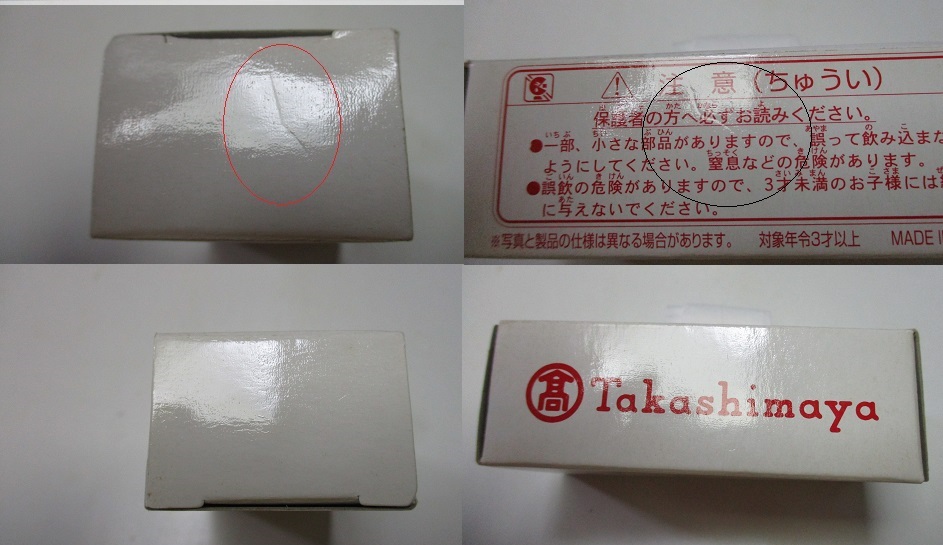 注意(ちゅうい)
保護者の方へ必ずお読みください。
●一部、小さな部品がありますので、誤って飲み込まな
ようにしてください。窒息などの危険があります。
●誤飲の危険がありますので、3才未満のお子様には
に与えないでください。
※写真と製品の仕様は異なる場合があります。 対象年令3才以上 MADE I
髙 Takashimaya